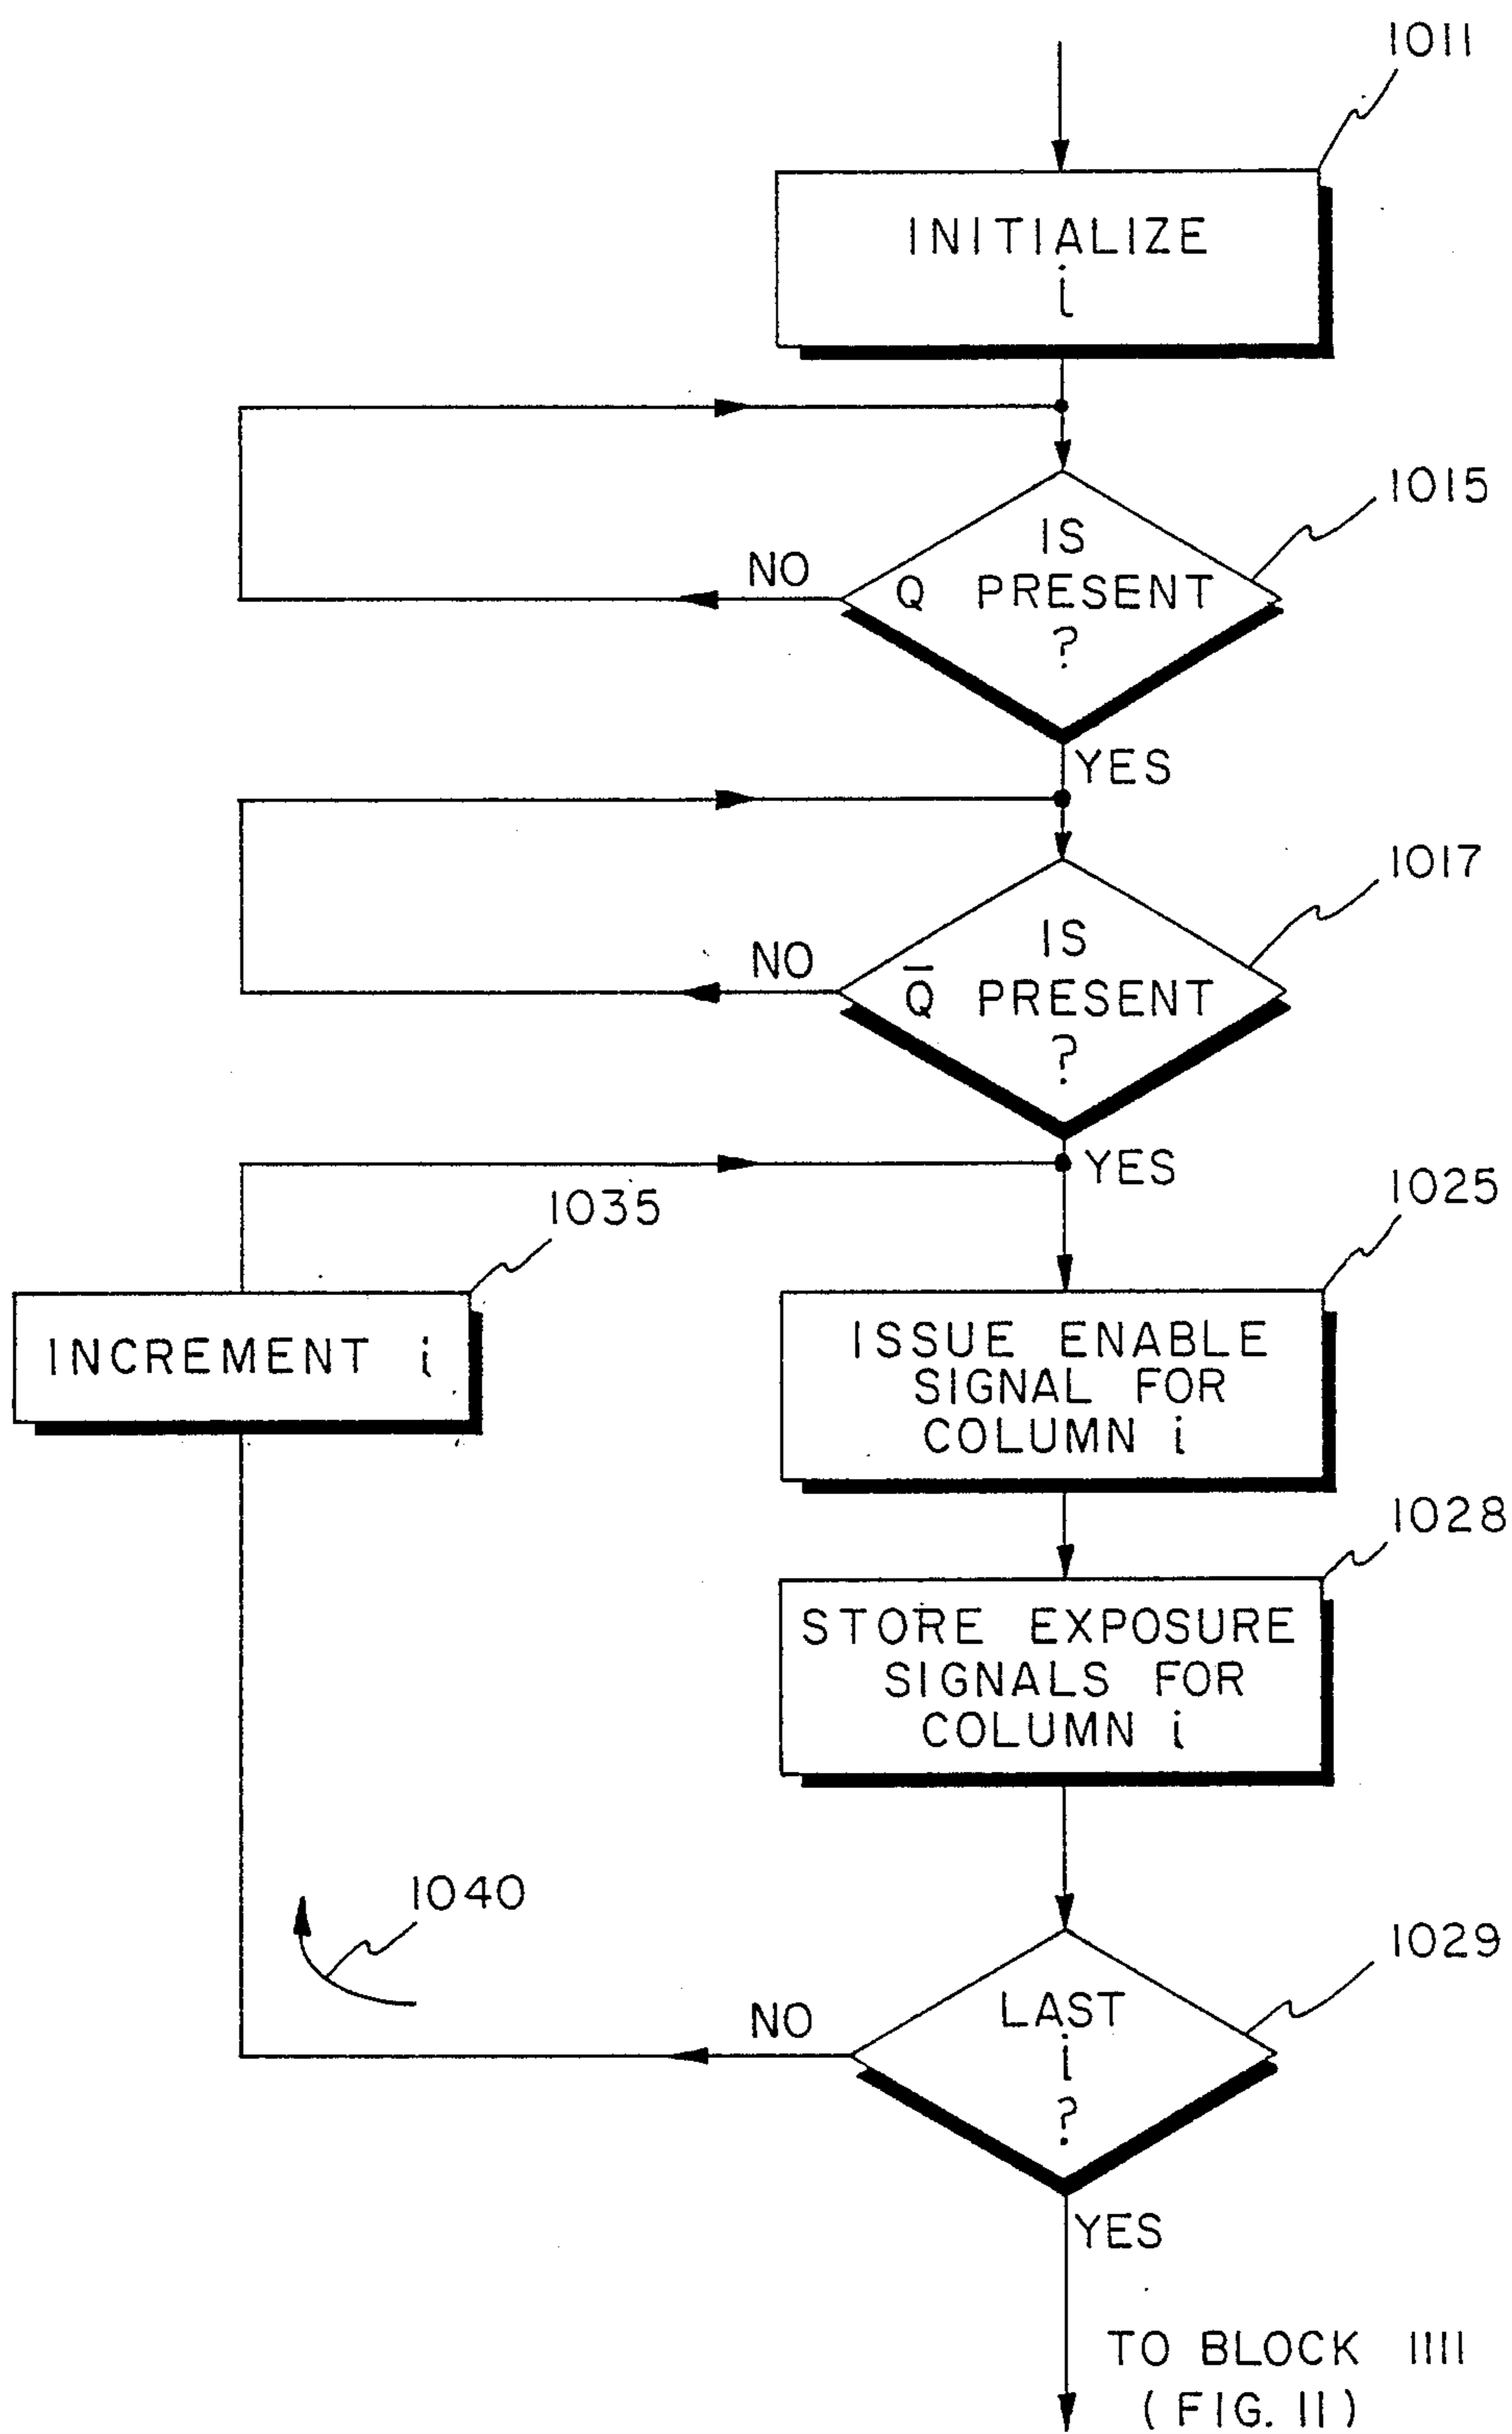 1011
INITIALIZE
i
1015
IS
NO
Q PRESENT
?
YES
1017
IS
NO
Q̅ PRESENT
?
YES
1025
1035
INCREMENT i
ISSUE ENABLE
SIGNAL FOR
COLUMN i
1028
STORE EXPOSURE
SIGNALS FOR
COLUMN i
1040
1029
LAST
NO
i
?
YES
TO BLOCK 1111
(FIG. 11)